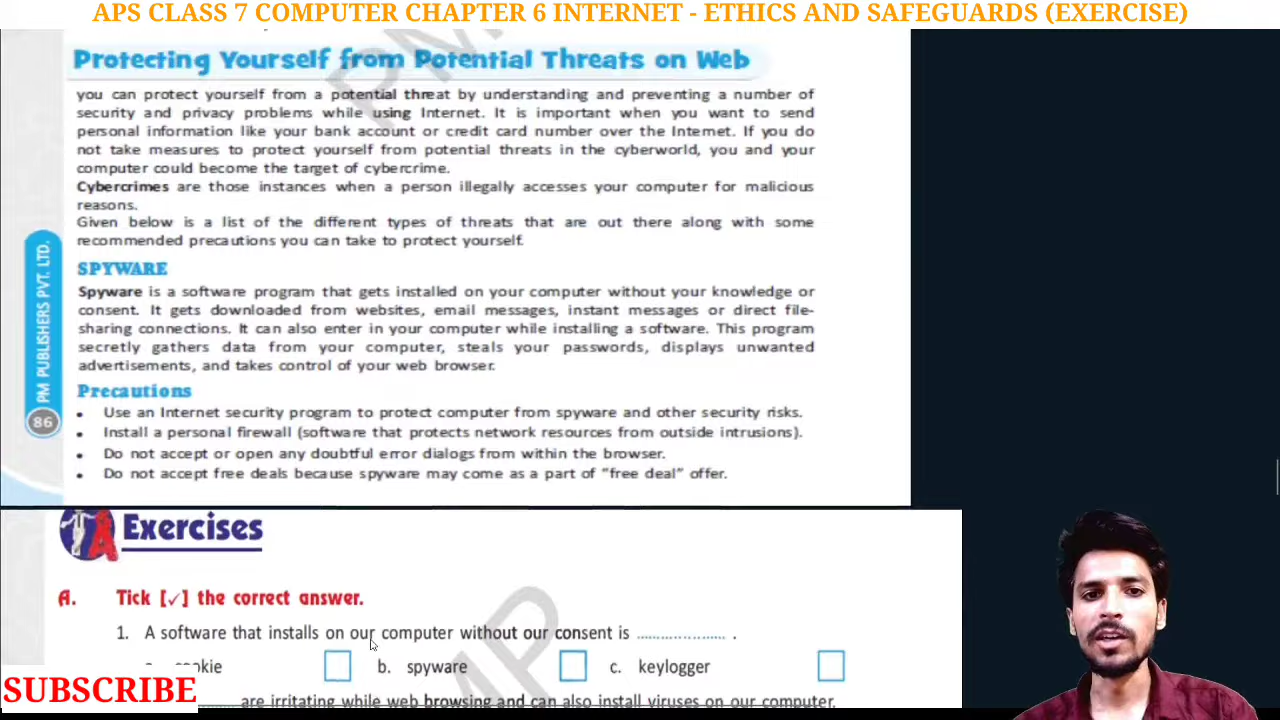 APS CLASS 7 COMPUTER CHAPTER 6 INTERNET - ETHICS AND SAFEGUARDS (EXERCISE)
Protecting Yourself from Potential Threats on Web
you can protect yourself from a potential threat by understanding and preventing a number of
security and privacy problems while using Internet. It is important when you want to send
personal information like your bank account or credit card number over the Internet. If you do
not take measures to protect yourself from potential threats in the cyberworld, you and your
computer could become the target of cybercrime.
Cybercrimes are those instances when a person illegally accesses your computer for malicious
reasons.
Given below is a list of the different types of threats that are out there along with some
recommended precautions you can take to protect yourself.
SPYWARE
Spyware is a software program that gets installed on your computer without your knowledge or
consent. It gets downloaded from websites, email messages, instant messages or direct file-
sharing connections. It can also enter in your computer while installing a software. This program
secretly gathers data from your computer, steals your passwords, displays unwanted
advertisements, and takes control of your web browser.
Precautions
• Use an Internet security program to protect computer from spyware and other security risks.
• Install a personal firewall (software that protects network resources from outside intrusions).
• Do not accept or open any doubtful error dialogs from within the browser.
• Do not accept free deals because spyware may come as a part of "free deal" offer.
PM PUBLISHERS PVT. LTD.
86
Exercises
A. Tick [✓] the correct answer.
1. A software that installs on our computer without our consent is ..................... .
b. spyware c. keylogger
are irritating while web browsing and can also install viruses on our computer.
SUBSCRIBE